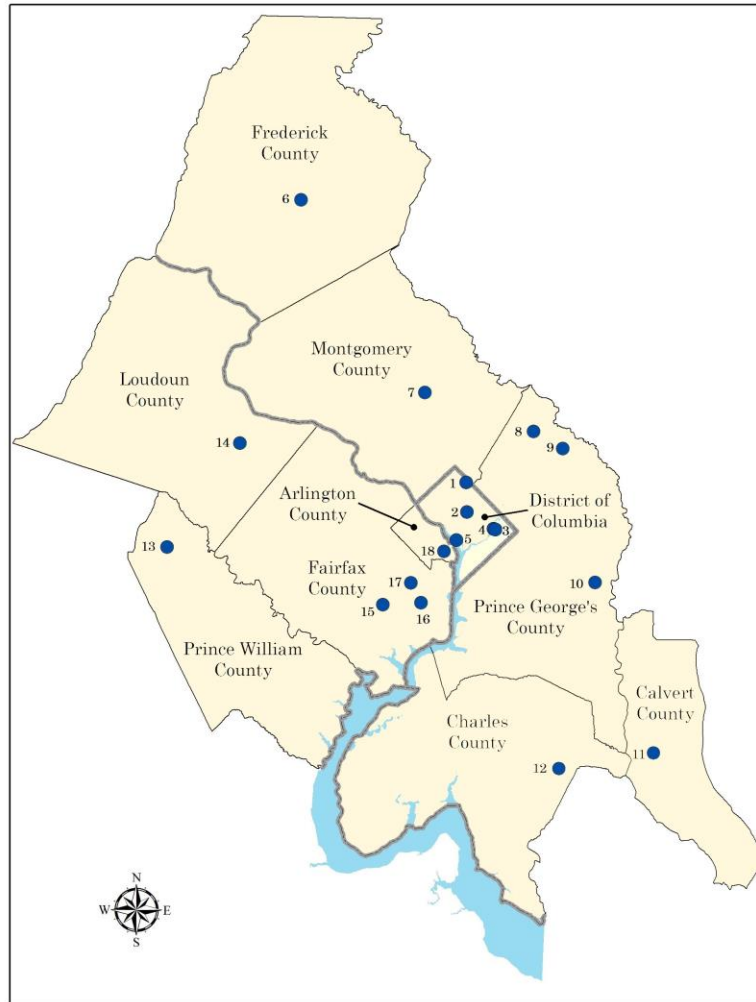 Frederick
County
6
Montgomery
County
7
Loudoun
County
14
8
9
1
Arlington
County
2
District of
Columbia
4
3
5
18
13
Fairfax
County
17
15
16
10
Prince George's
County
Prince William
County
Calvert
County
11
Charles
County
12
N
W
E
S